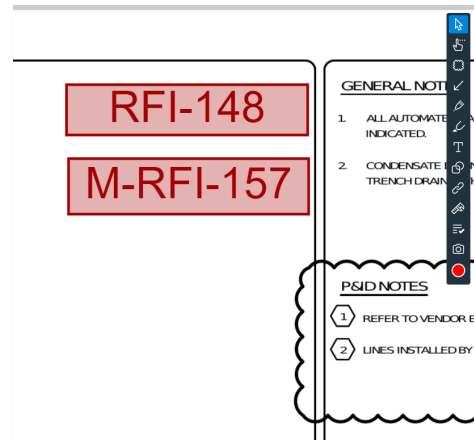 RFI-148
M-RFI-157
GENERAL NOT
1. ALL AUTOMATE
INDICATED.
2. CONDENSATE
TRENCH DRAIN
P&ID NOTES
1 REFER TO VENDOR
2 LINES INSTALLED BY